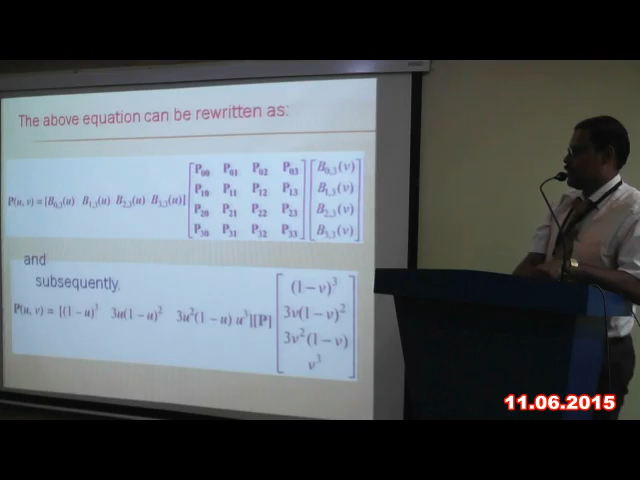 The above equation can be rewritten as:
P(u, v) = [B₀,₃(u) B₁,₃(u) B₂,₃(u) B₃,₃(u)] [P₀₀ P₀₁ P₀₂ P₀₃] [B₀,₃(v)]
[P₁₀ P₁₁ P₁₂ P₁₃] [B₁,₃(v)]
[P₂₀ P₂₁ P₂₂ P₂₃] [B₂,₃(v)]
[P₃₀ P₃₁ P₃₂ P₃₃] [B₃,₃(v)]
and
subsequently,
P(u, v) = [(1 – u)³ 3u(1 – u)² 3u²(1 – u) u³][P] [(1 – v)³]
[3v(1 – v)²]
[3v²(1 – v)]
[v³]
11.06.2015